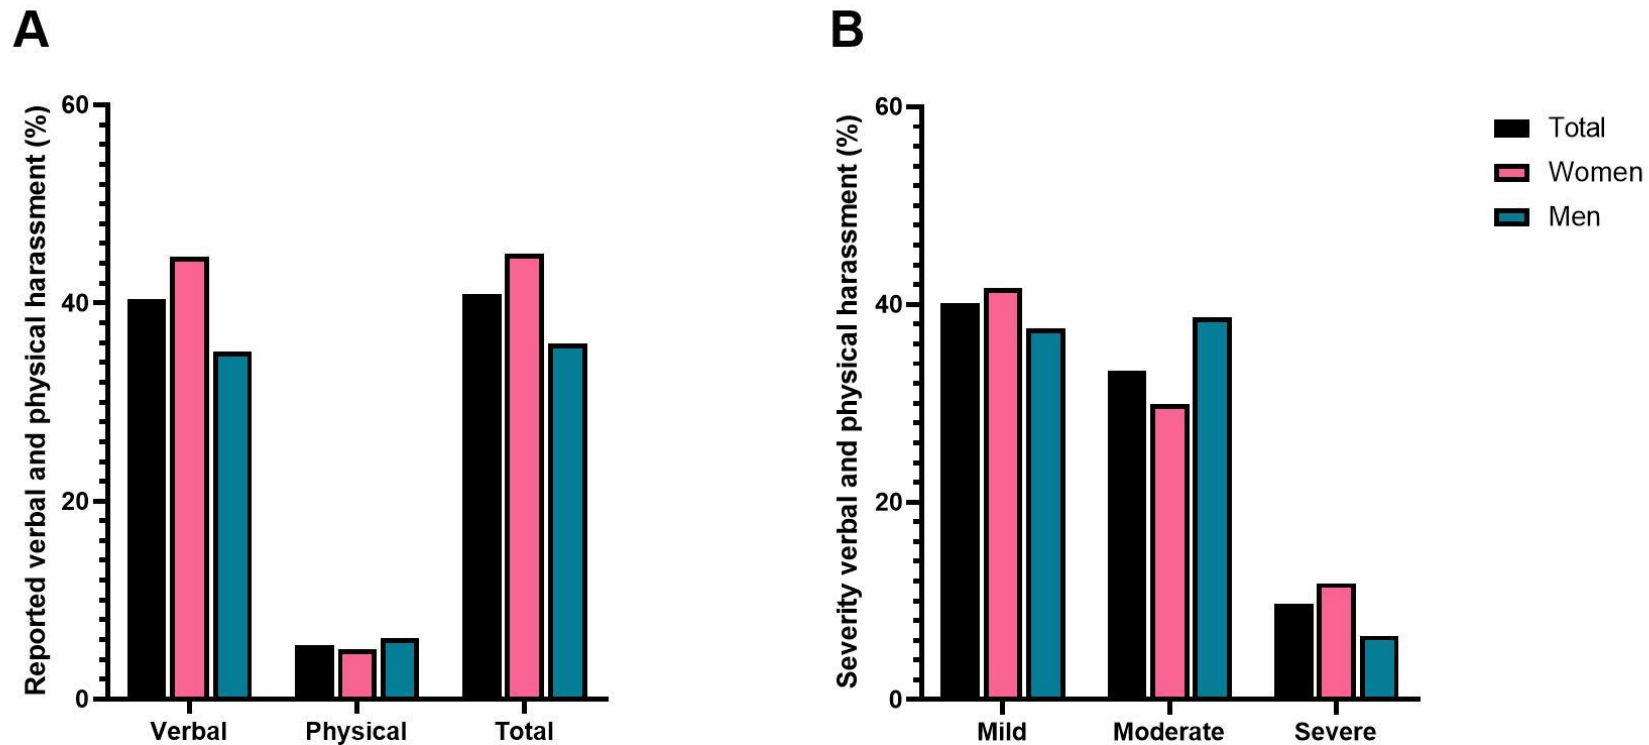 A
Reported verbal and physical harassment (%)
60
40
20
0
Verbal Physical Total
B
Severity verbal and physical harassment (%)
60
40
20
0
Mild Moderate Severe
Total
Women
Men